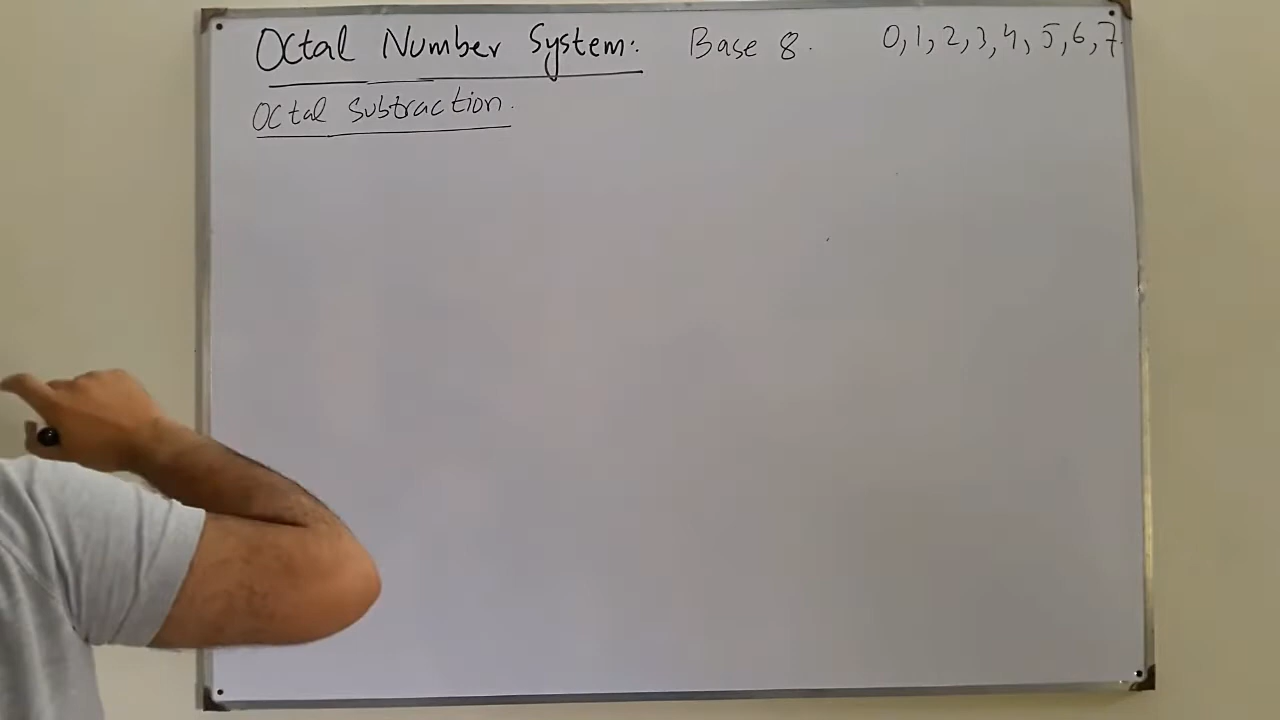 Octal Number System:. Base 8. 0,1,2,3,4,5,6,7.
Octal Subtraction.